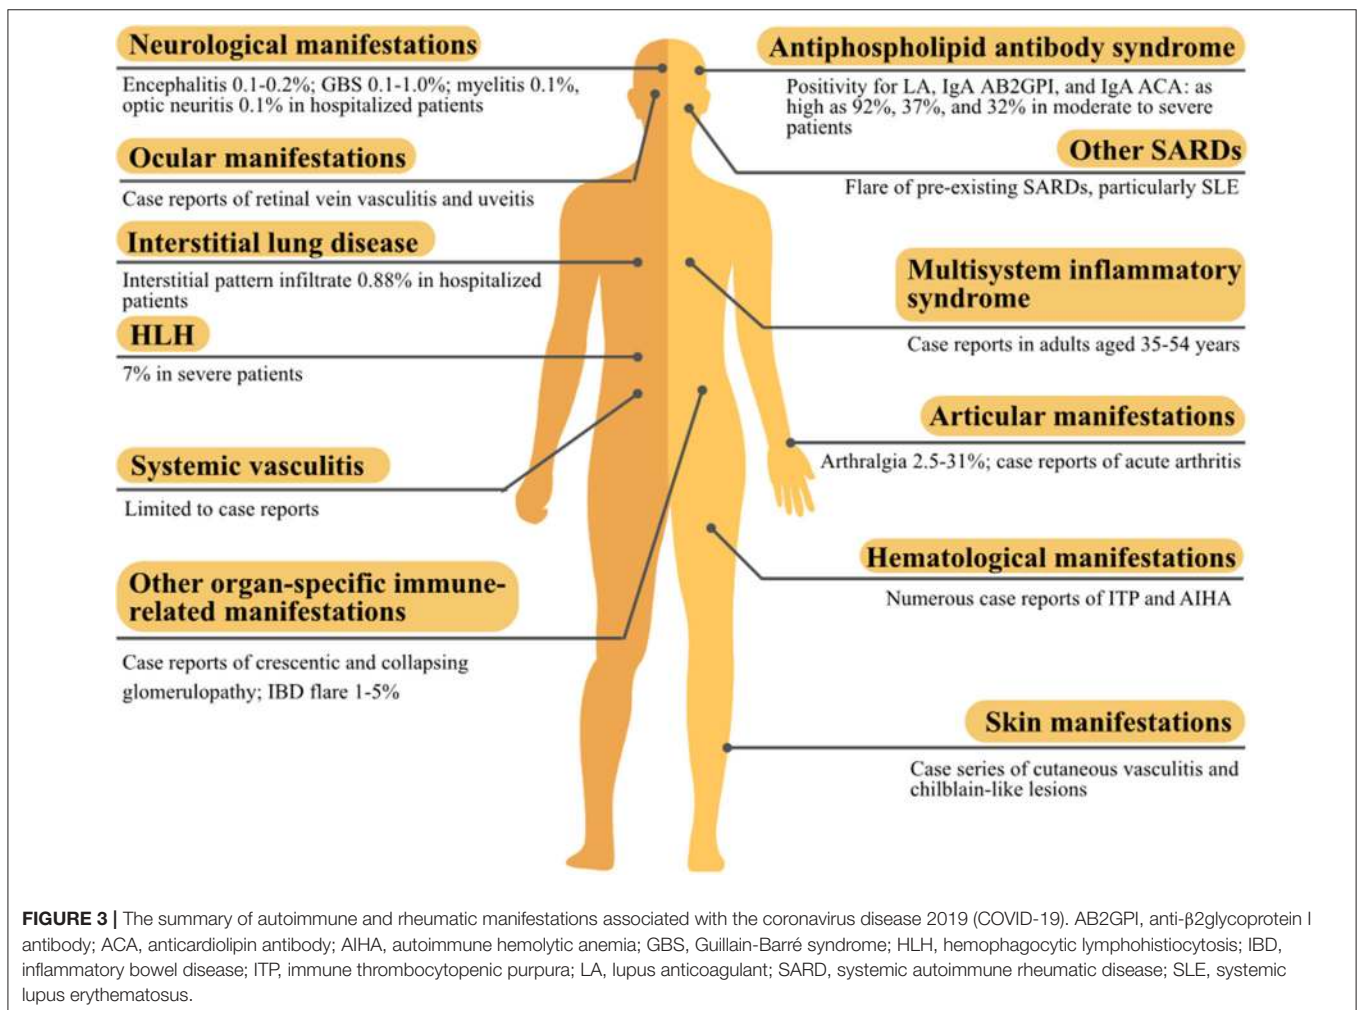 Neurological manifestations
Encephalitis 0.1-0.2%; GBS 0.1-1.0%; myelitis 0.1%,
optic neuritis 0.1% in hospitalized patients
Ocular manifestations
Case reports of retinal vein vasculitis and uveitis
Interstitial lung disease
Interstitial pattern infiltrate 0.88% in hospitalized
patients
HLH
7% in severe patients
Systemic vasculitis
Limited to case reports
Other organ-specific immune-
related manifestations
Case reports of crescentic and collapsing
glomerulopathy; IBD flare 1-5%
Antiphospholipid antibody syndrome
Positivity for LA, IgA AB2GPI, and IgA ACA: as
high as 92%, 37%, and 32% in moderate to severe
patients
Other SARDs
Flare of pre-existing SARDs, particularly SLE
Multisystem inflammatory
syndrome
Case reports in adults aged 35-54 years
Articular manifestations
Arthralgia 2.5-31%; case reports of acute arthritis
Hematological manifestations
Numerous case reports of ITP and AIHA
Skin manifestations
Case series of cutaneous vasculitis and
chilblain-like lesions
FIGURE 3 | The summary of autoimmune and rheumatic manifestations associated with the coronavirus disease 2019 (COVID-19). AB2GPI, anti-β2glycoprotein I
antibody; ACA, anticardiolipin antibody; AIHA, autoimmune hemolytic anemia; GBS, Guillain-Barré syndrome; HLH, hemophagocytic lymphohistiocytosis; IBD,
inflammatory bowel disease; ITP, immune thrombocytopenic purpura; LA, lupus anticoagulant; SARD, systemic autoimmune rheumatic disease; SLE, systemic
lupus erythematosus.